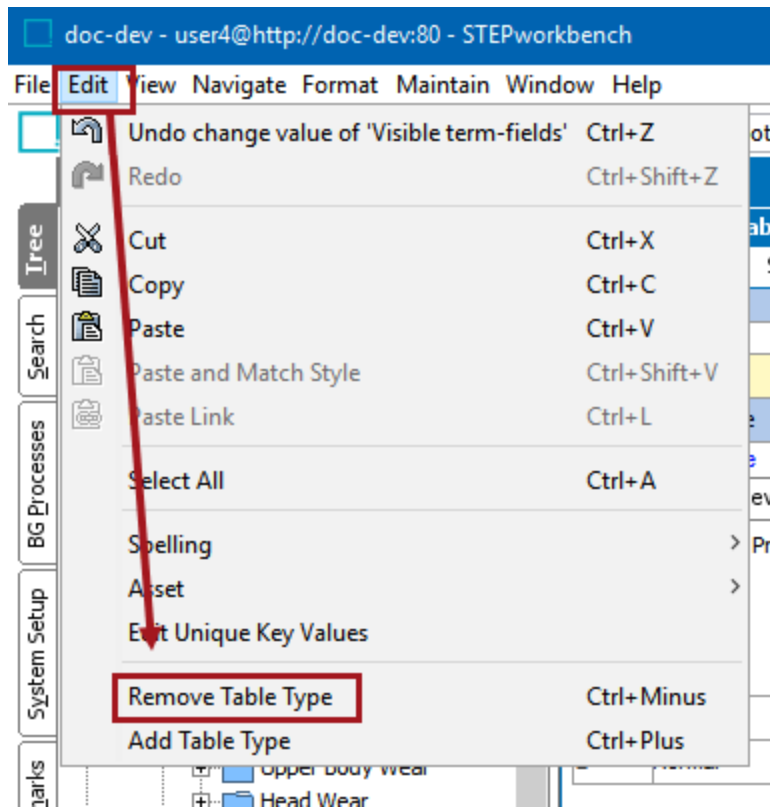 doc-dev - user4@http://doc-dev:80 - STEPworkbench
File Edit View Navigate Format Maintain Window Help
Undo change value of 'Visible term-fields' Ctrl+Z
Redo Ctrl+Shift+Z
Cut Ctrl+X
Copy Ctrl+C
Paste Ctrl+V
Paste and Match Style Ctrl+Shift+V
Paste Link Ctrl+L
Select All Ctrl+A
Spelling
Asset
Edit Unique Key Values
Remove Table Type Ctrl+Minus
Add Table Type Ctrl+Plus
Upper Body Wear
Head Wear
Tree
Search
BG Processes
System Setup